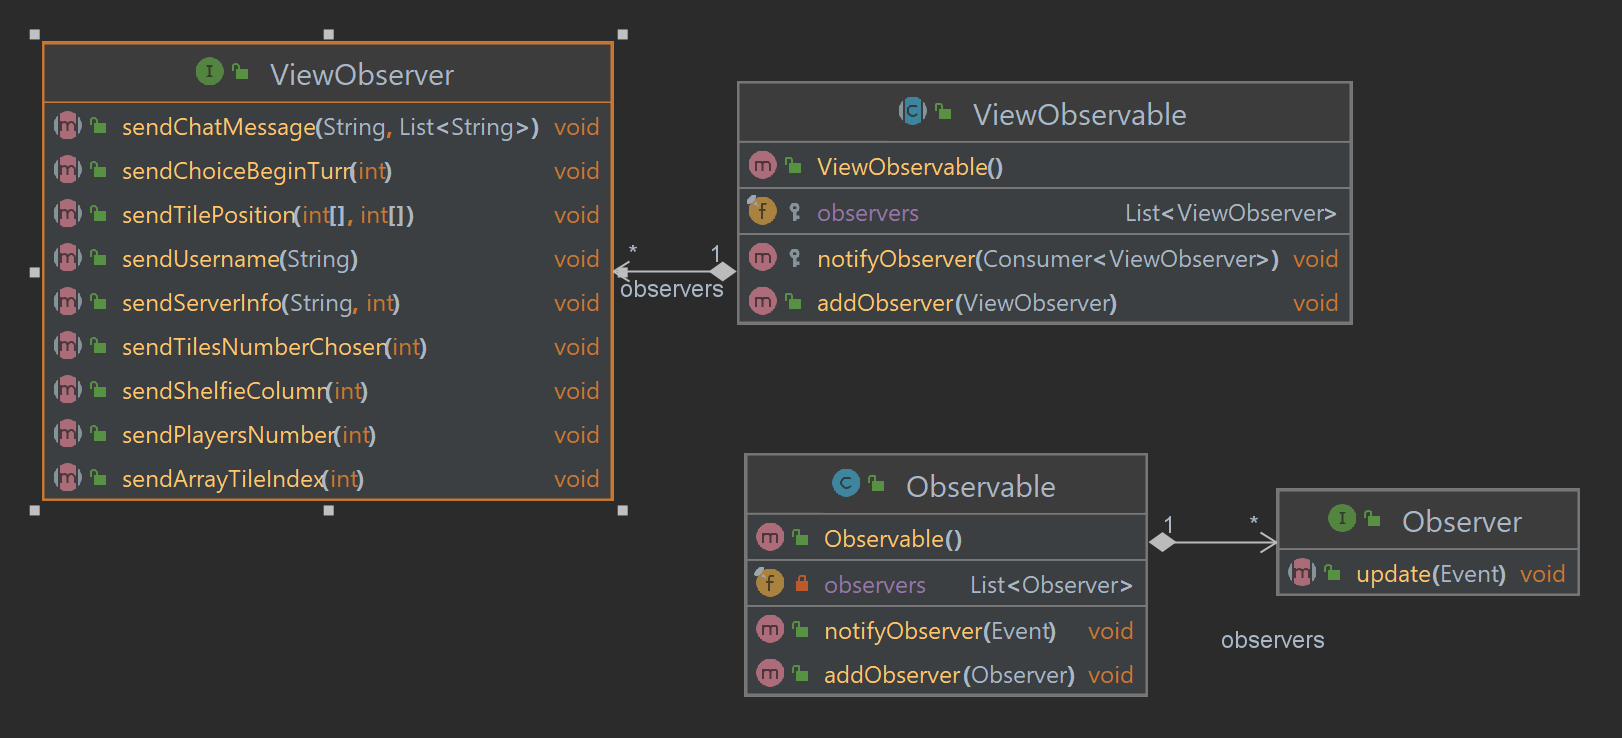 ViewObserver
sendChatMessage(String, List<String>) void
sendChoiceBeginTurn(int) void
sendTilePosition(int[], int[]) void
sendUsername(String) void
sendServerInfo(String, int) void
sendTilesNumberChosen(int) void
sendShelfieColumn(int) void
sendPlayersNumber(int) void
sendArrayTileIndex(int) void
* 1
observers
ViewObservable
ViewObservable()
observers List<ViewObserver>
notifyObserver(Consumer<ViewObserver>) void
addObserver(ViewObserver) void
Observable
Observable()
observers List<Observer>
notifyObserver(Event) void
addObserver(Observer) void
1 *
observers
Observer
update(Event) void